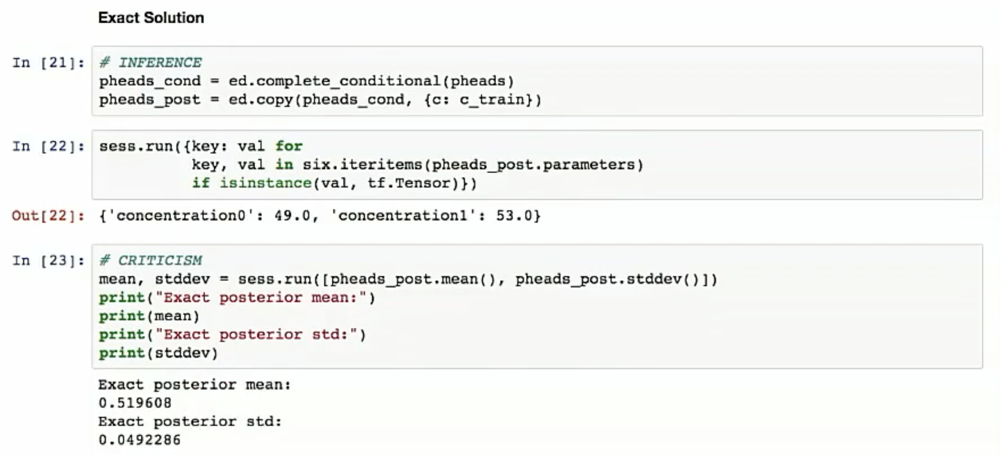 Exact Solution
In [21]: # INFERENCE
pheads_cond = ed.complete_conditional(pheads)
pheads_post = ed.copy(pheads_cond, {c: c_train})
In [22]: sess.run({key: val for
key, val in six.iteritems(pheads_post.parameters)
if isinstance(val, tf.Tensor)})
Out[22]: {'concentration0': 49.0, 'concentration1': 53.0}
In [23]: # CRITICISM
mean, stddev = sess.run([pheads_post.mean(), pheads_post.stddev()])
print("Exact posterior mean:")
print(mean)
print("Exact posterior std:")
print(stddev)
Exact posterior mean:
0.519608
Exact posterior std:
0.0492286